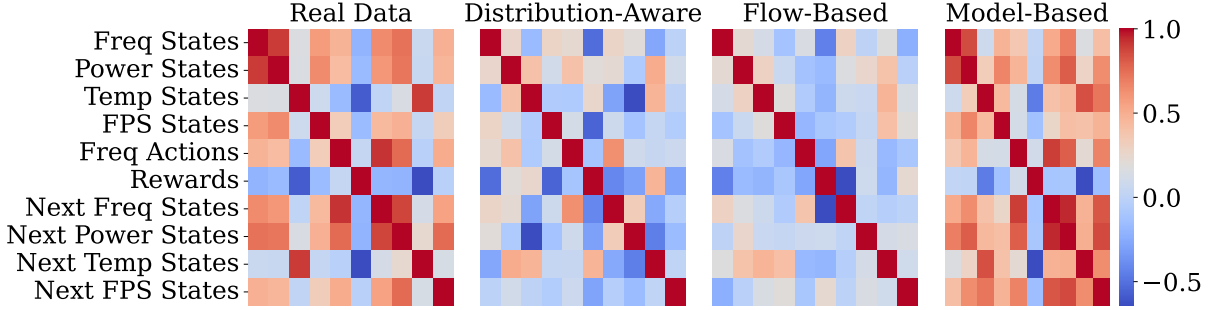 Real Data Distribution-Aware Flow-Based Model-Based
Freq States
Power States
Temp States
FPS States
Freq Actions
Rewards
Next Freq States
Next Power States
Next Temp States
Next FPS States
1.0
0.5
0.0
−0.5